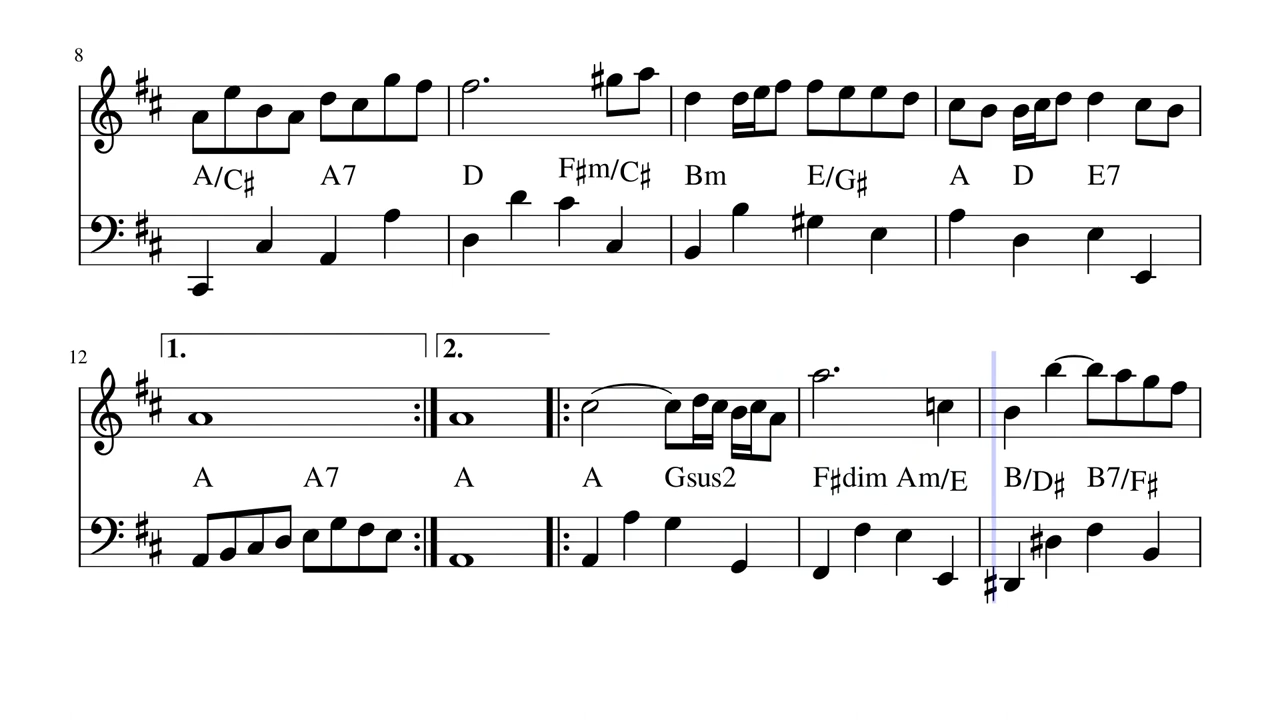 8
A/C♯ A7 D F♯m/C♯ Bm E/G♯ A D E7
12
1. 2.
A A7 A A Gsus2 F♯dim Am/E B/D♯ B7/F♯